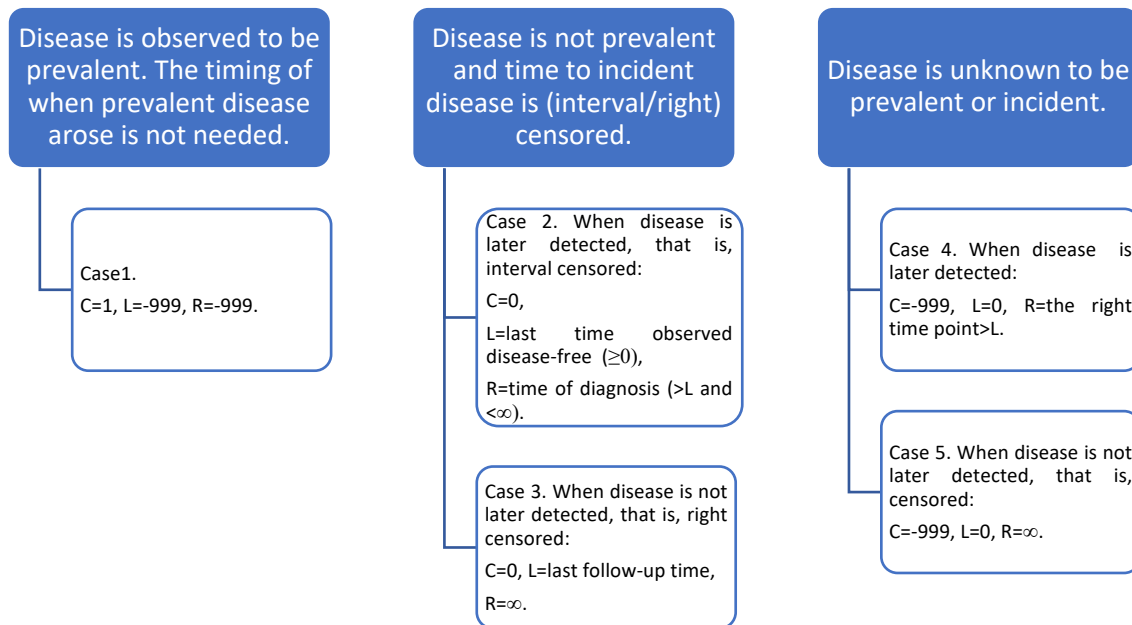 Disease is observed to be
prevalent. The timing of
when prevalent disease
arose is not needed.
Case1.
C=1, L=-999, R=-999.
Disease is not prevalent
and time to incident
disease is (interval/right)
censored.
Case 2. When disease is
later detected, that is,
interval censored:
C=0,
L=last time observed
disease-free (≥0),
R=time of diagnosis (>L and
<∞).
Case 3. When disease is not
later detected, that is, right
censored:
C=0, L=last follow-up time,
R=∞.
Disease is unknown to be
prevalent or incident.
Case 4. When disease is
later detected:
C=-999, L=0, R=the right
time point>L.
Case 5. When disease is not
later detected, that is,
censored:
C=-999, L=0, R=∞.